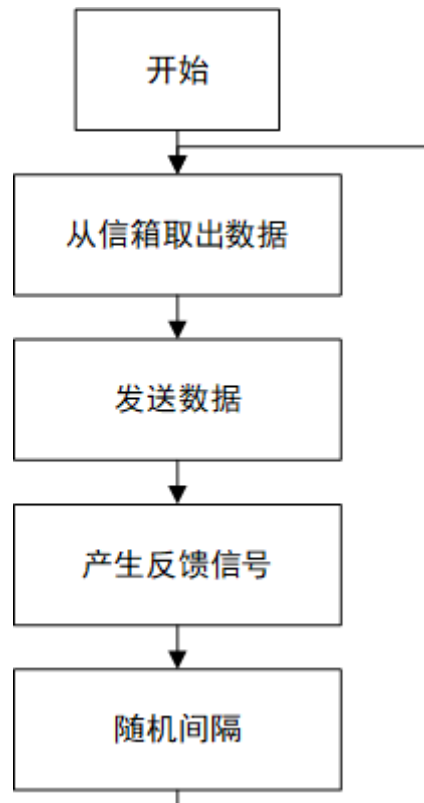 开始
从信箱取出数据
发送数据
产生反馈信号
随机间隔